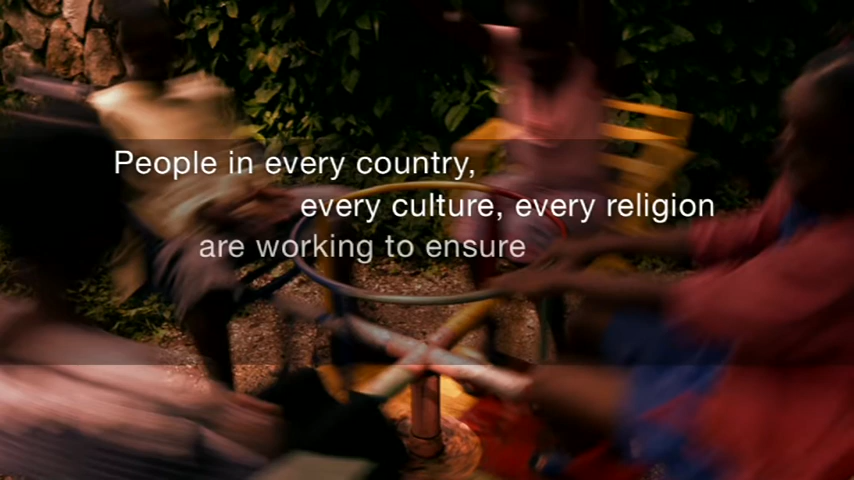 People in every country,
every culture, every religion
are working to ensure